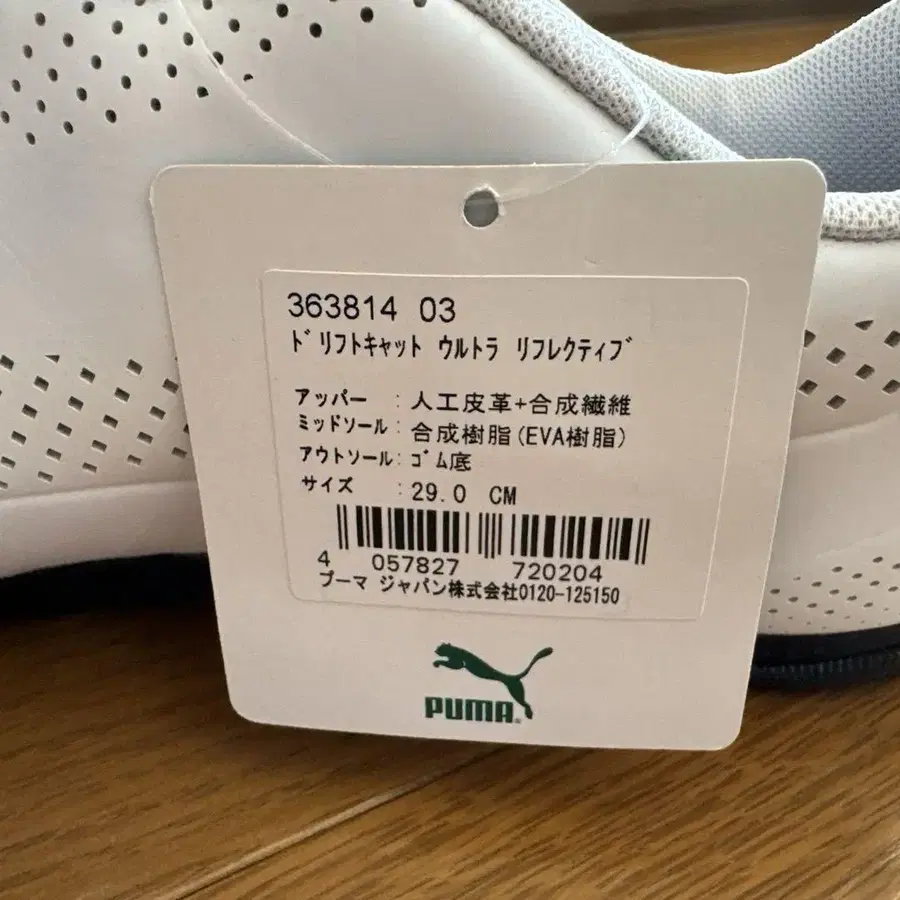 363814 03
ﾄﾞﾘﾌﾄｷｬｯﾄ ｳﾙﾄﾗ ﾘﾌﾚｸﾃｨﾌﾞ
アッパー : 人工皮革+合成繊維
ミッドソール: 合成樹脂(EVA樹脂)
アウトソール: ｺﾞﾑ底
サイズ : 29.0 CM
4 057827 720204
プーマ ジャパン株式会社0120-125150
PUMA®